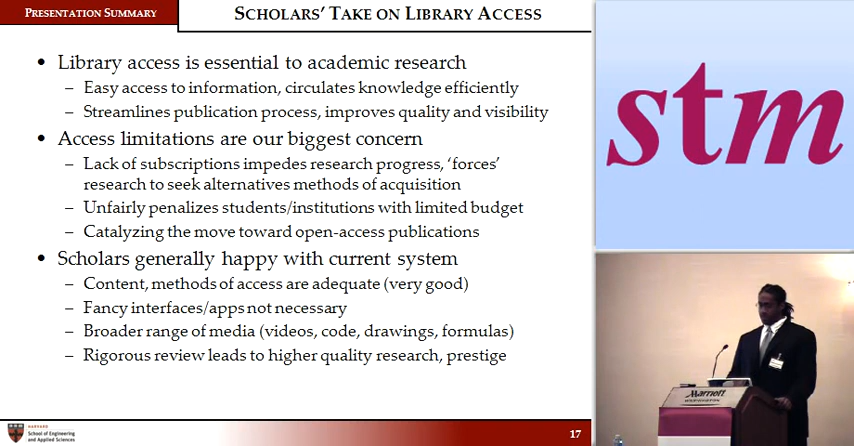 PRESENTATION SUMMARY
SCHOLARS' TAKE ON LIBRARY ACCESS
• Library access is essential to academic research
– Easy access to information, circulates knowledge efficiently
– Streamlines publication process, improves quality and visibility
• Access limitations are our biggest concern
– Lack of subscriptions impedes research progress, 'forces'
research to seek alternatives methods of acquisition
– Unfairly penalizes students/institutions with limited budget
– Catalyzing the move toward open-access publications
• Scholars generally happy with current system
– Content, methods of access are adequate (very good)
– Fancy interfaces/apps not necessary
– Broader range of media (videos, code, drawings, formulas)
– Rigorous review leads to higher quality research, prestige
HARVARD
School of Engineering
and Applied Sciences
17
stm
Marriott